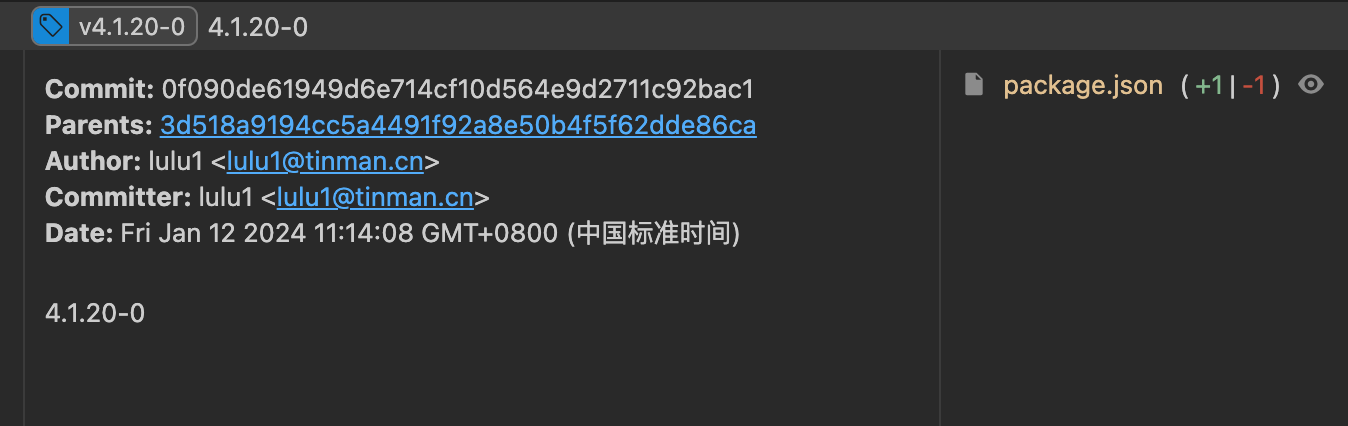 v4.1.20-0 4.1.20-0
Commit: 0f090de61949d6e714cf10d564e9d2711c92bac1
Parents: 3d518a9194cc5a4491f92a8e50b4f5f62dde86ca
Author: lulu1 <lulu1@tinman.cn>
Committer: lulu1 <lulu1@tinman.cn>
Date: Fri Jan 12 2024 11:14:08 GMT+0800 (中国标准时间)
4.1.20-0
package.json (+1|-1)